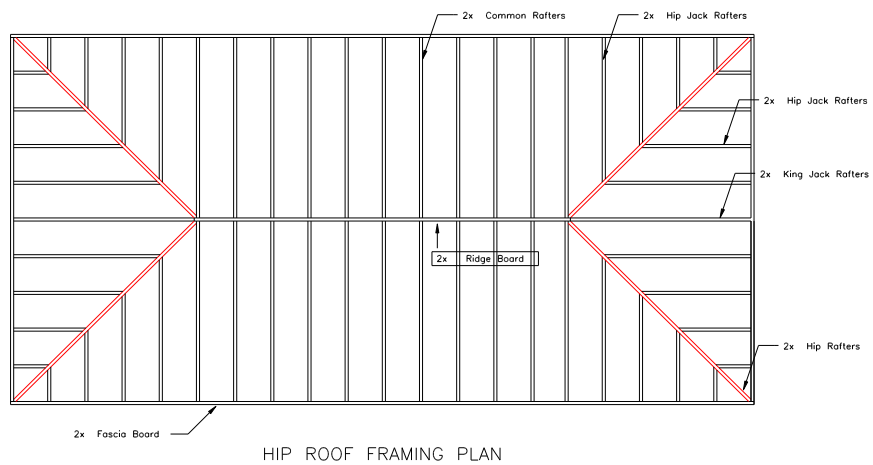 2x Common Rafters
2x Hip Jack Rafters
2x Hip Jack Rafters
2x King Jack Rafters
2x Ridge Board
2x Hip Rafters
2x Fascia Board
HIP ROOF FRAMING PLAN